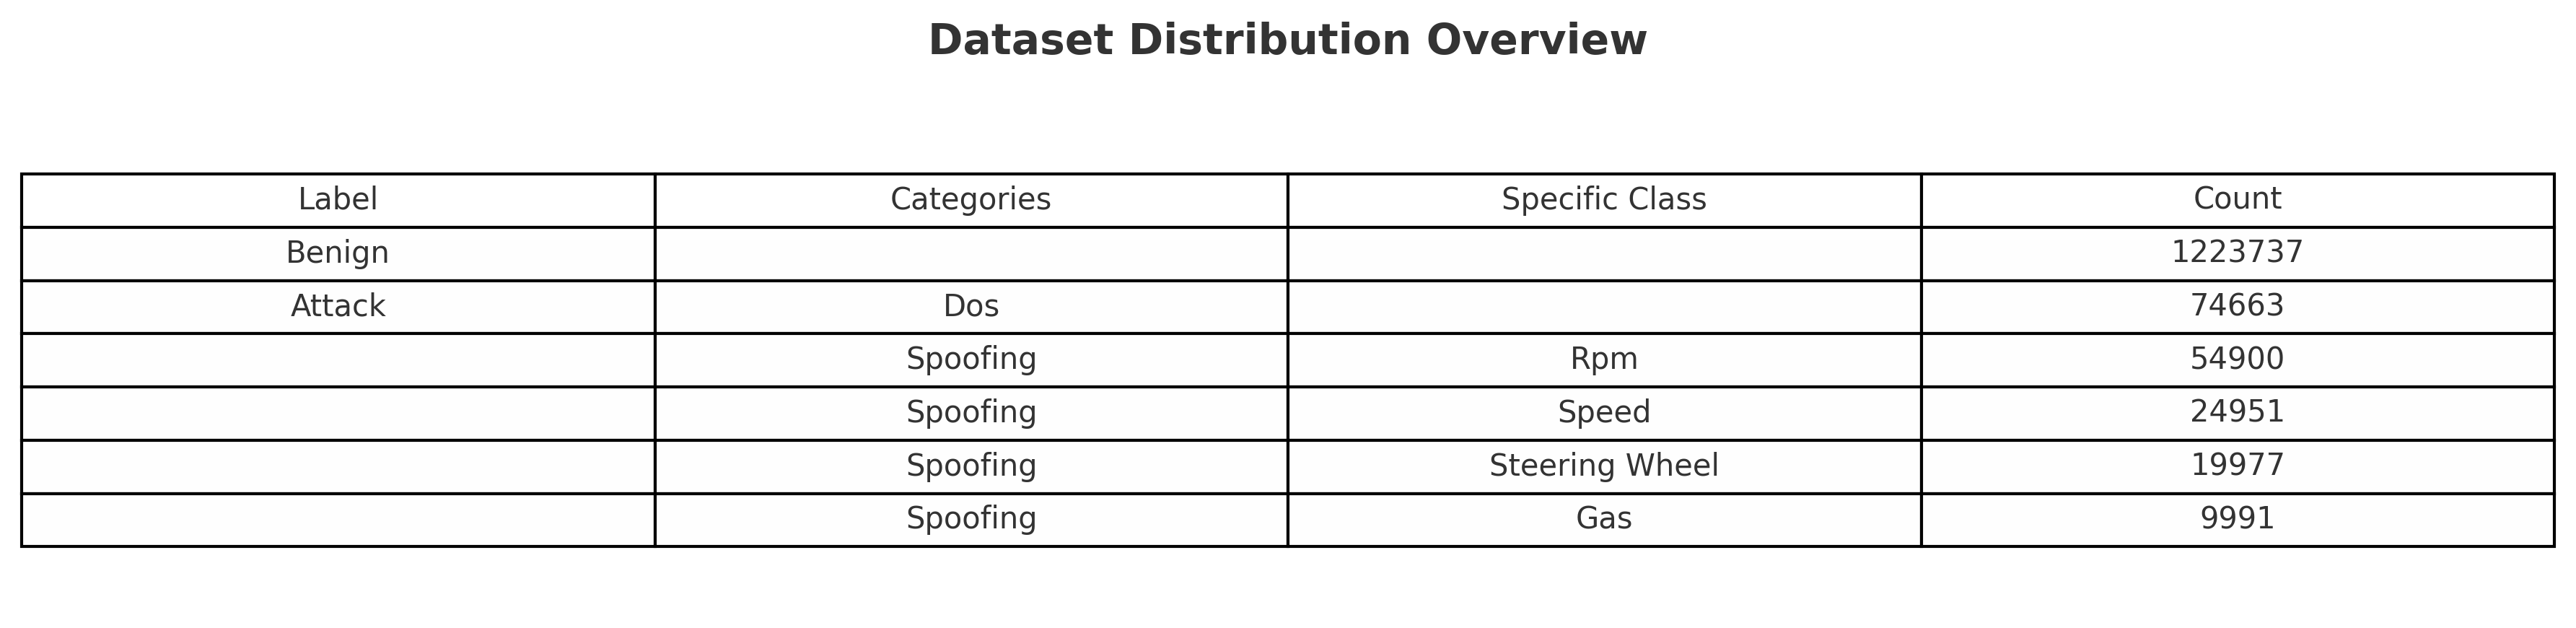 Dataset Distribution Overview
Label Categories Specific Class Count
Benign 1223737
Attack Dos 74663
Spoofing Rpm 54900
Spoofing Speed 24951
Spoofing Steering Wheel 19977
Spoofing Gas 9991